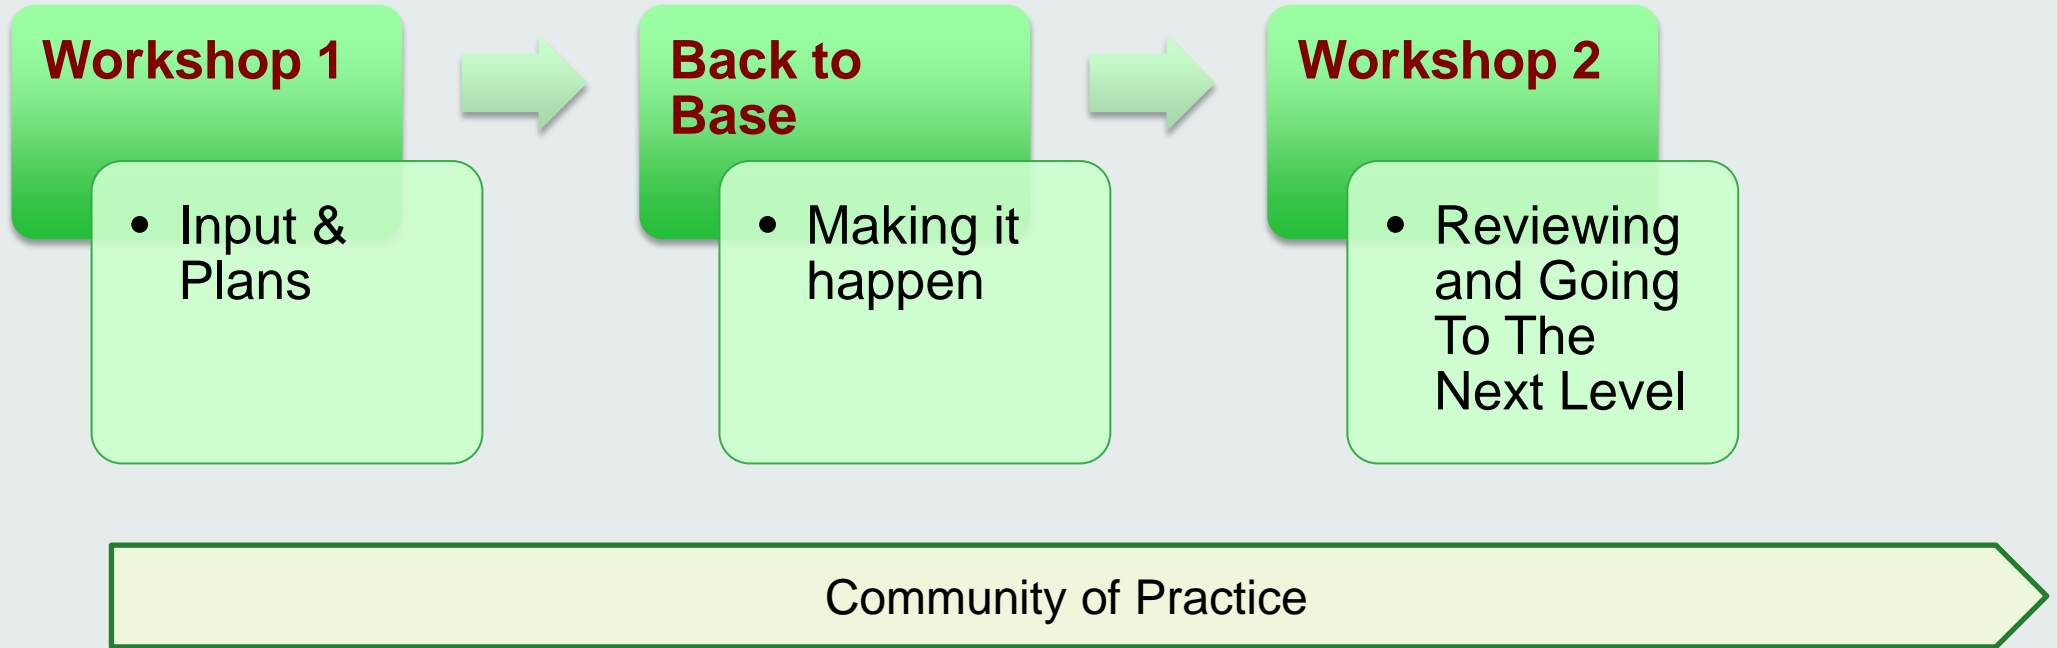 Workshop 1
• Input &
Plans
Back to
Base
• Making it
happen
Workshop 2
• Reviewing
and Going
To The
Next Level
Community of Practice